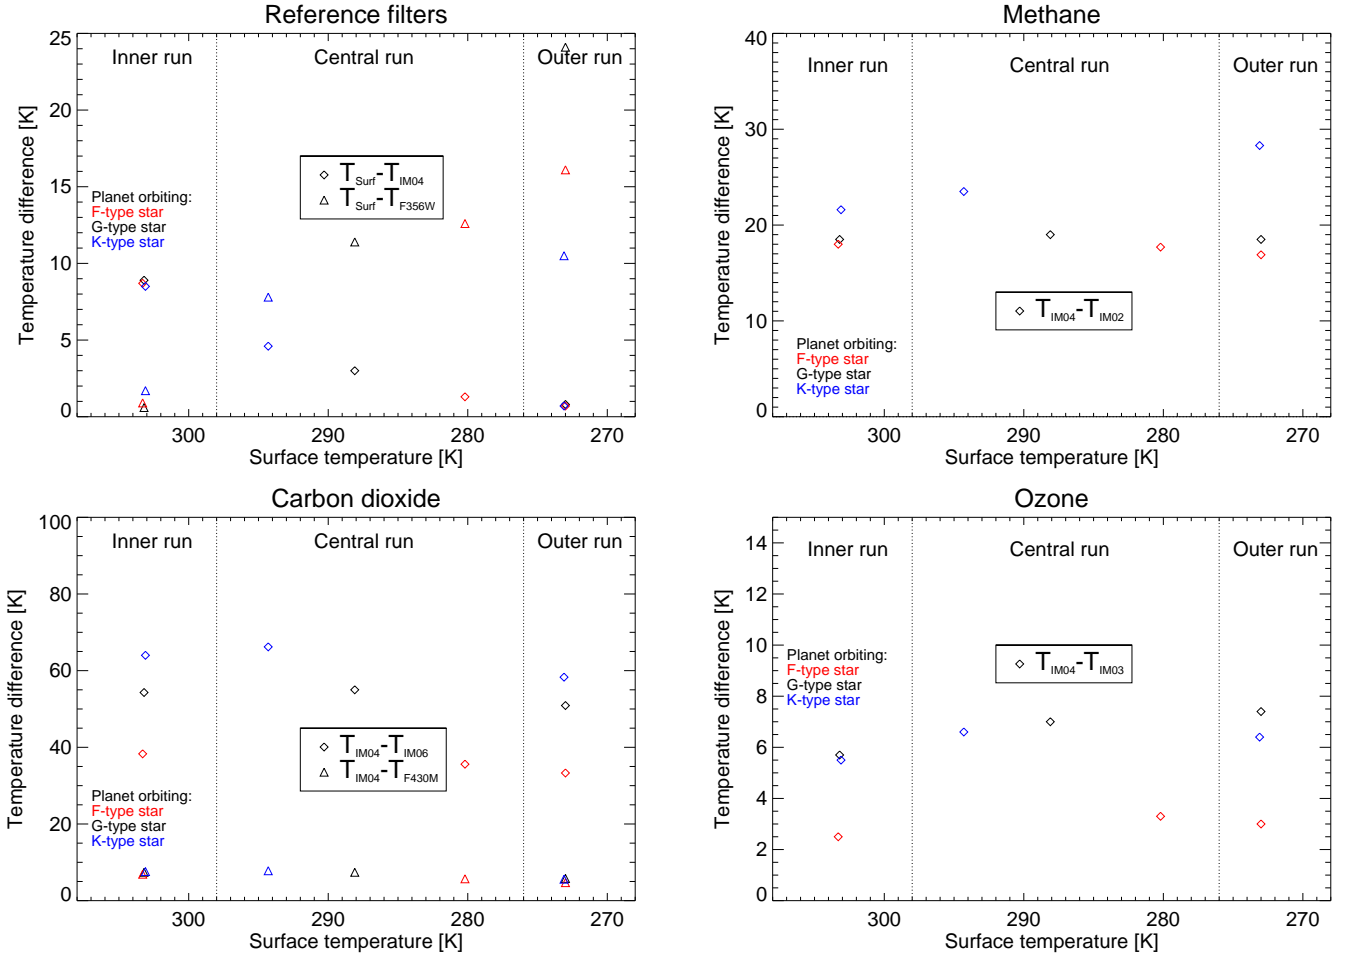 Reference filters
Temperature difference [K]
25
20
15
10
5
0
Inner run
Central run
Outer run
T_Surf-T_IM04
T_Surf-T_F356W
Planet orbiting:
F-type star
G-type star
K-type star
300
290
280
270
Surface temperature [K]
Methane
Temperature difference [K]
40
30
20
10
0
Inner run
Central run
Outer run
T_IM04-T_IM02
Planet orbiting:
F-type star
G-type star
K-type star
300
290
280
270
Surface temperature [K]
Carbon dioxide
Temperature difference [K]
100
80
60
40
20
0
Inner run
Central run
Outer run
T_IM04-T_IM06
T_IM04-T_F430M
Planet orbiting:
F-type star
G-type star
K-type star
300
290
280
270
Surface temperature [K]
Ozone
Temperature difference [K]
14
12
10
8
6
4
2
0
Inner run
Central run
Outer run
T_IM04-T_IM03
Planet orbiting:
F-type star
G-type star
K-type star
300
290
280
270
Surface temperature [K]